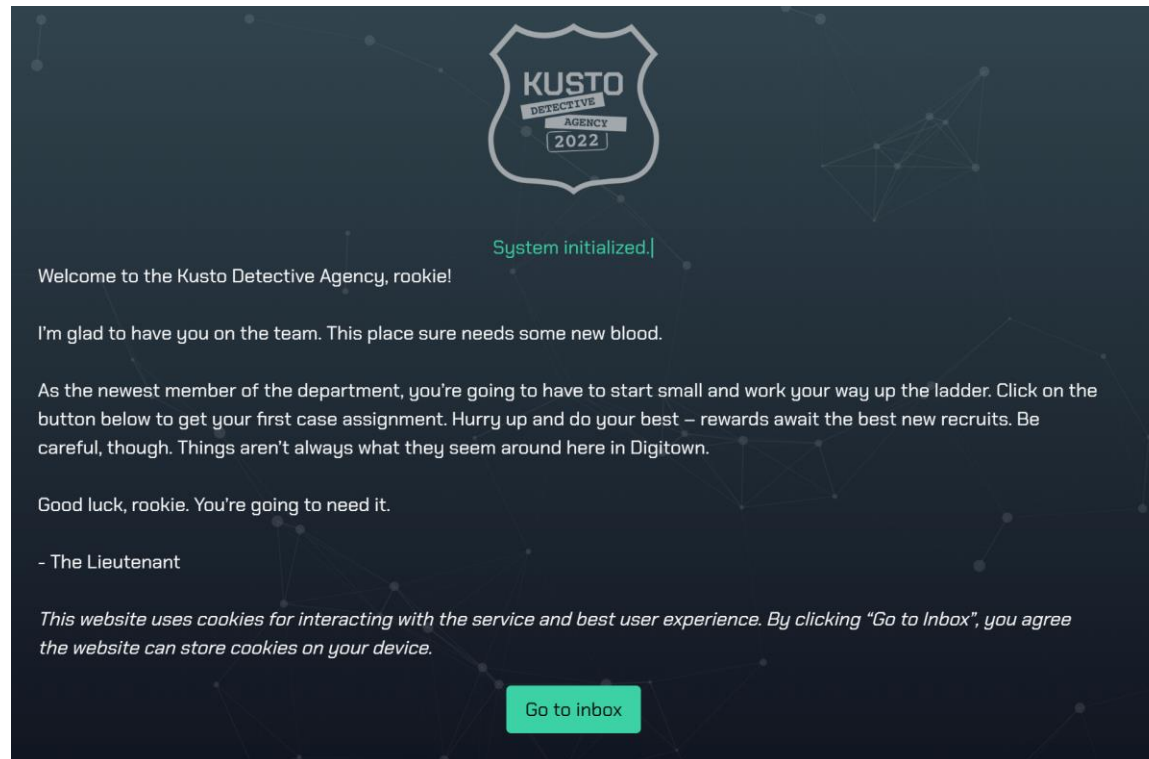 KUSTO
DETECTIVE
AGENCY
2022
System initialized.
Welcome to the Kusto Detective Agency, rookie!
I'm glad to have you on the team. This place sure needs some new blood.
As the newest member of the department, you're going to have to start small and work your way up the ladder. Click on the
button below to get your first case assignment. Hurry up and do your best – rewards await the best new recruits. Be
careful, though. Things aren't always what they seem around here in Digitown.
Good luck, rookie. You're going to need it.
- The Lieutenant
This website uses cookies for interacting with the service and best user experience. By clicking “Go to Inbox”, you agree
the website can store cookies on your device.
Go to inbox